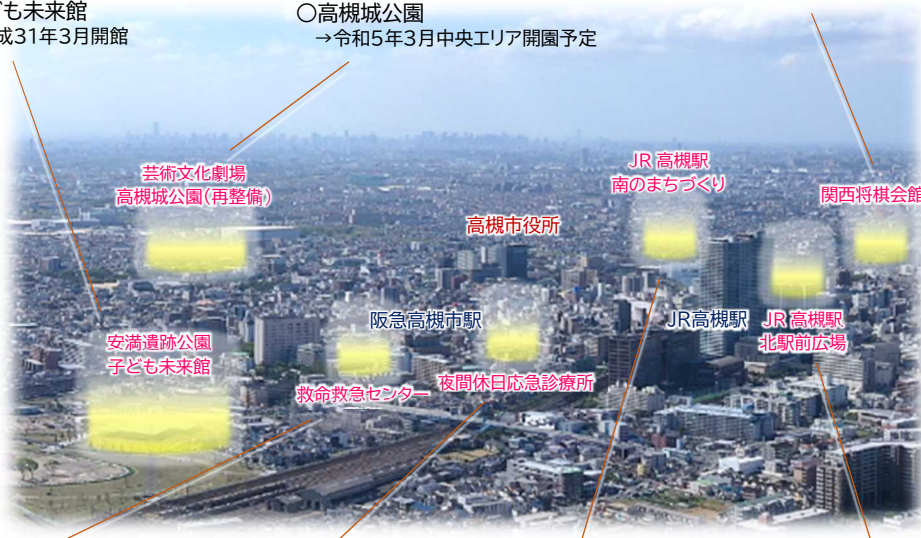 ども未来館
成31年3月開館
○高槻城公園
→令和5年3月中央エリア開園予定
芸術文化劇場
高槻城公園(再整備)
JR 高槻駅
南のまちづくり
関西将棋会館
高槻市役所
阪急高槻市駅
JR高槻駅
JR 高槻駅
北駅前広場
安満遺跡公園
子ども未来館
救命救急センター
夜間休日応急診療所